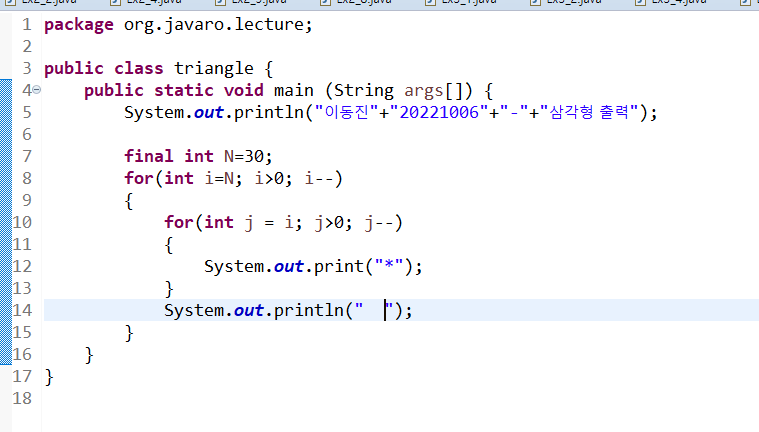 Ex2_2.java Ex2_4.java Ex2_5.java Ex3_1.java Ex3_2.java Ex3_4.java
1 package org.javaro.lecture;
2
3 public class triangle {
4 public static void main (String args[]) {
5 System.out.println("이동진"+"20221006"+"-"+"삼각형 출력");
6
7 final int N=30;
8 for(int i=N; i>0; i--)
9 {
10 for(int j = i; j>0; j--)
11 {
12 System.out.print("*");
13 }
14 System.out.println("  ");
15 }
16 }
17 }
18